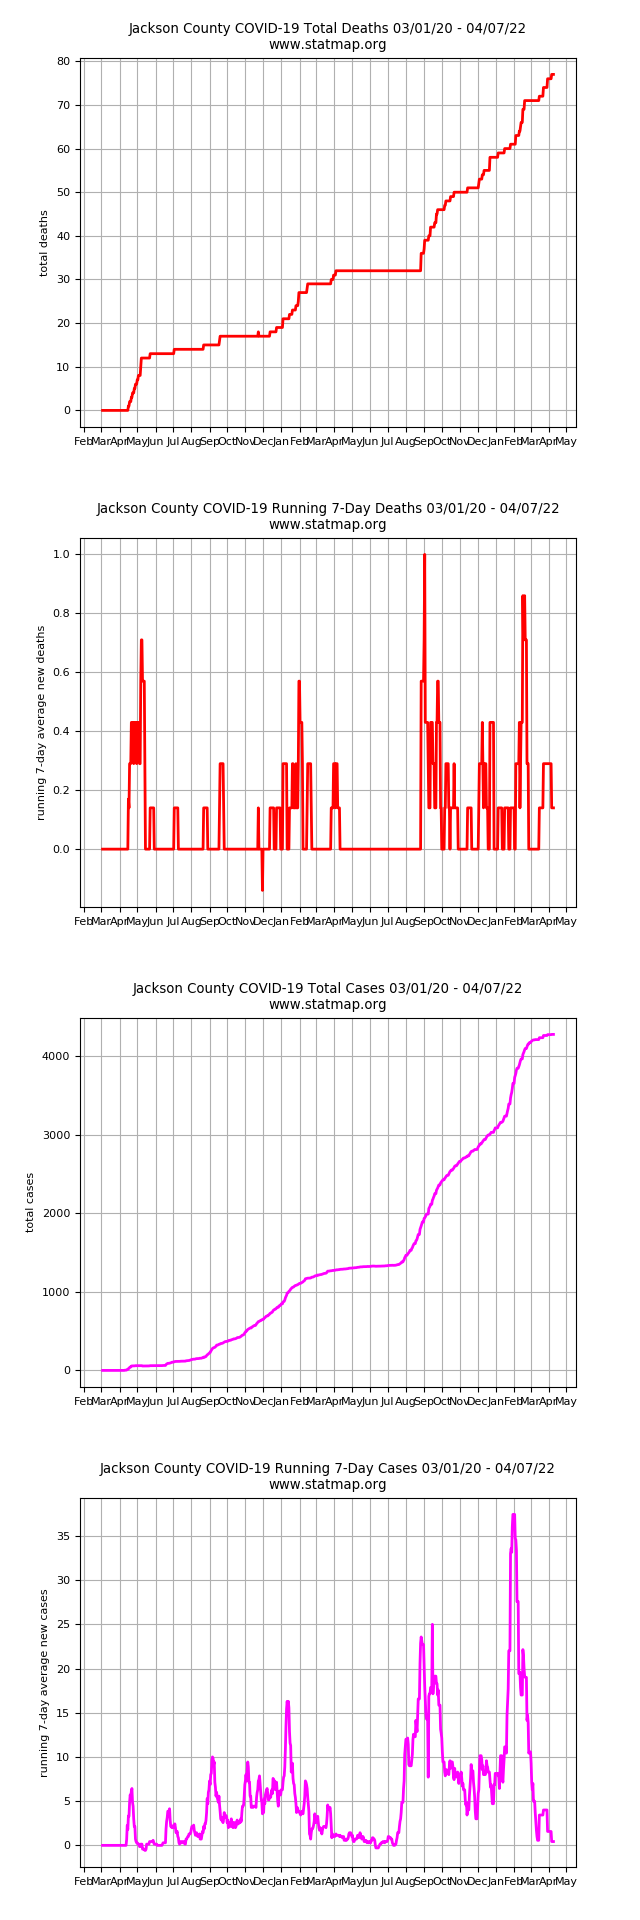 Jackson County COVID-19 Total Deaths 03/01/20 - 04/07/22
www.statmap.org
total deaths
80
70
60
50
40
30
20
10
0
Feb Mar Apr May Jun Jul Aug Sep Oct Nov Dec Jan Feb Mar Apr May Jun Jul Aug Sep Oct Nov Dec Jan Feb Mar Apr May
Jackson County COVID-19 Running 7-Day Deaths 03/01/20 - 04/07/22
www.statmap.org
running 7-day average new deaths
1.0
0.8
0.6
0.4
0.2
0.0
Feb Mar Apr May Jun Jul Aug Sep Oct Nov Dec Jan Feb Mar Apr May Jun Jul Aug Sep Oct Nov Dec Jan Feb Mar Apr May
Jackson County COVID-19 Total Cases 03/01/20 - 04/07/22
www.statmap.org
total cases
4000
3000
2000
1000
0
Feb Mar Apr May Jun Jul Aug Sep Oct Nov Dec Jan Feb Mar Apr May Jun Jul Aug Sep Oct Nov Dec Jan Feb Mar Apr May
Jackson County COVID-19 Running 7-Day Cases 03/01/20 - 04/07/22
www.statmap.org
running 7-day average new cases
35
30
25
20
15
10
5
0
Feb Mar Apr May Jun Jul Aug Sep Oct Nov Dec Jan Feb Mar Apr May Jun Jul Aug Sep Oct Nov Dec Jan Feb Mar Apr May